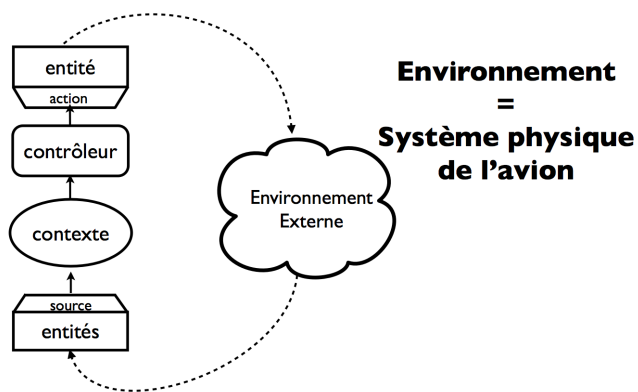 entité
action
contrôleur
contexte
source
entités
Environnement
Externe
Environnement
=
Système physique
de l'avion